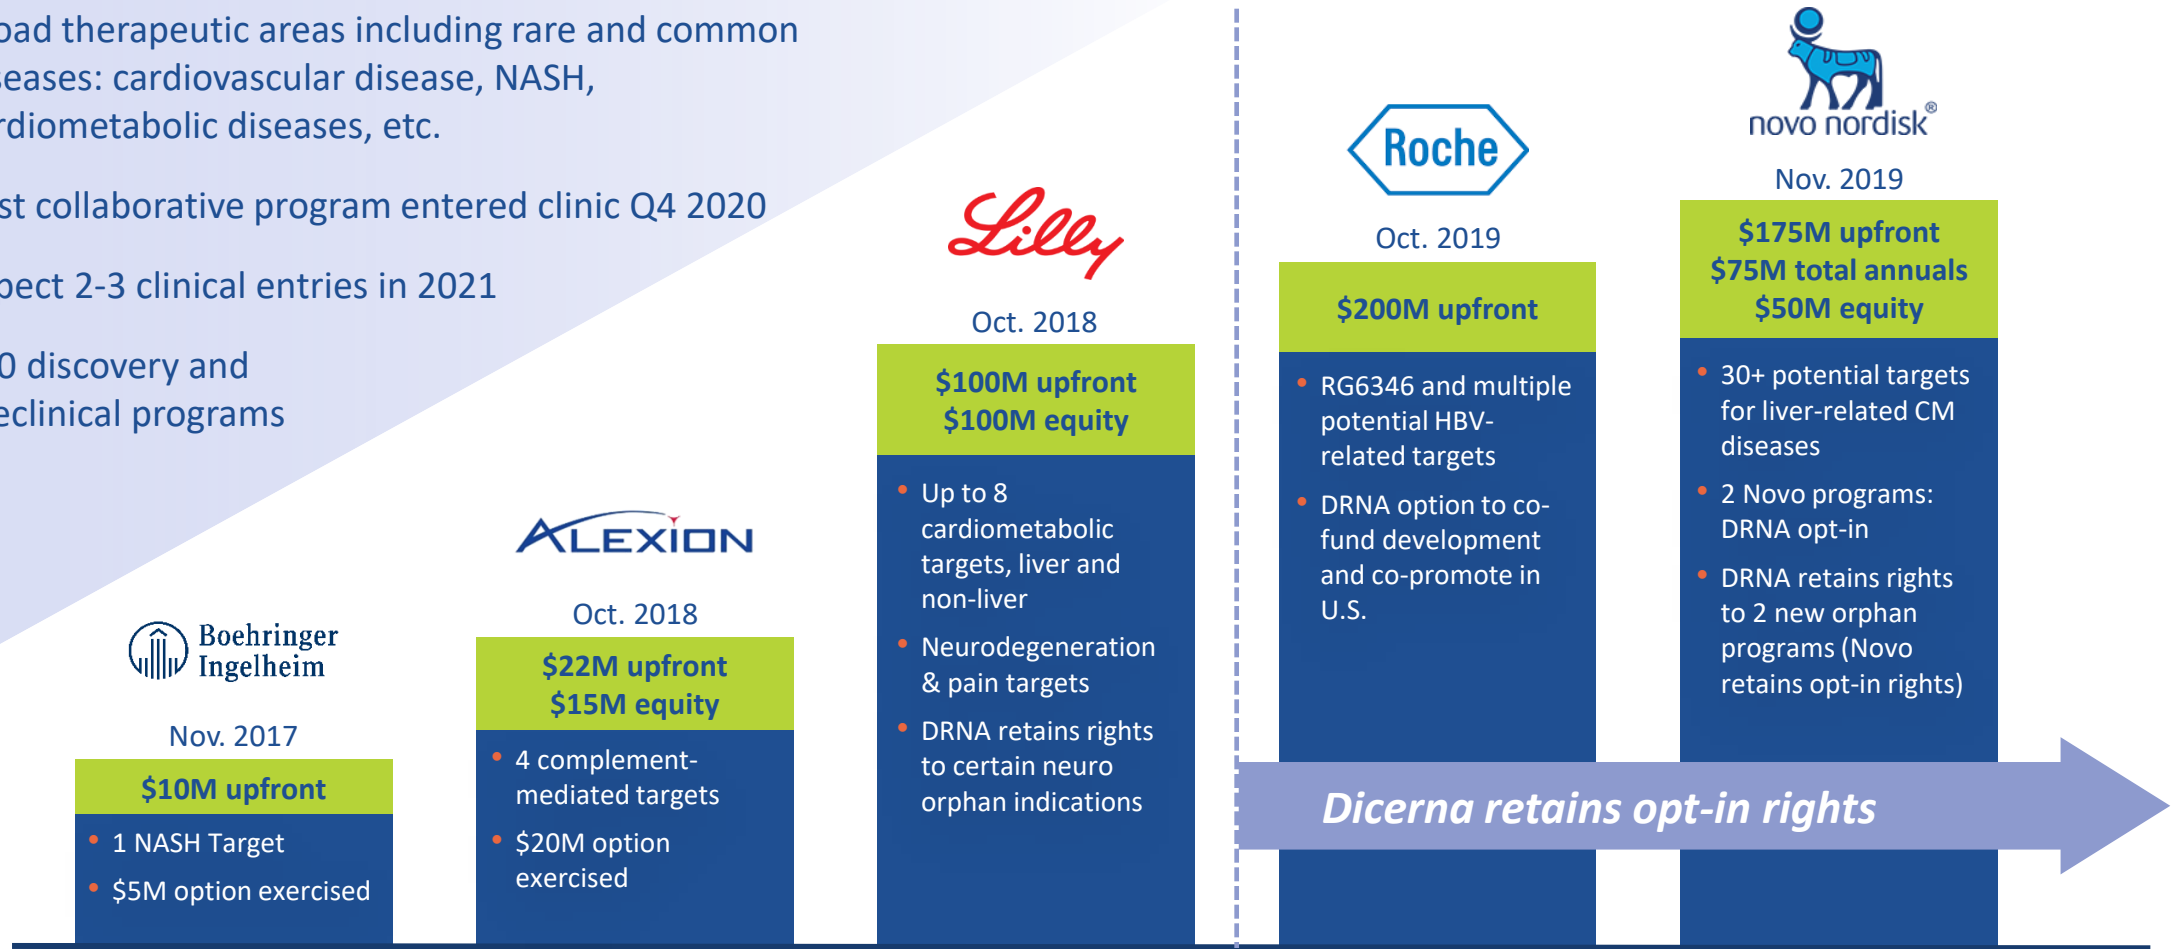 oad therapeutic areas including rare and common
seases: cardiovascular disease, NASH,
rdiometabolic diseases, etc.
st collaborative program entered clinic Q4 2020
pect 2-3 clinical entries in 2021
0 discovery and
eclinical programs
Boehringer
Ingelheim
Nov. 2017
$10M upfront
• 1 NASH Target
• $5M option exercised
ALEXION
Oct. 2018
$22M upfront
$15M equity
• 4 complement-
mediated targets
• $20M option
exercised
Lilly
Oct. 2018
$100M upfront
$100M equity
• Up to 8
cardiometabolic
targets, liver and
non-liver
• Neurodegeneration
& pain targets
• DRNA retains rights
to certain neuro
orphan indications
Roche
Oct. 2019
$200M upfront
• RG6346 and multiple
potential HBV-
related targets
• DRNA option to co-
fund development
and co-promote in
U.S.
novo nordisk®
Nov. 2019
$175M upfront
$75M total annuals
$50M equity
• 30+ potential targets
for liver-related CM
diseases
• 2 Novo programs:
DRNA opt-in
• DRNA retains rights
to 2 new orphan
programs (Novo
retains opt-in rights)
Dicerna retains opt-in rights